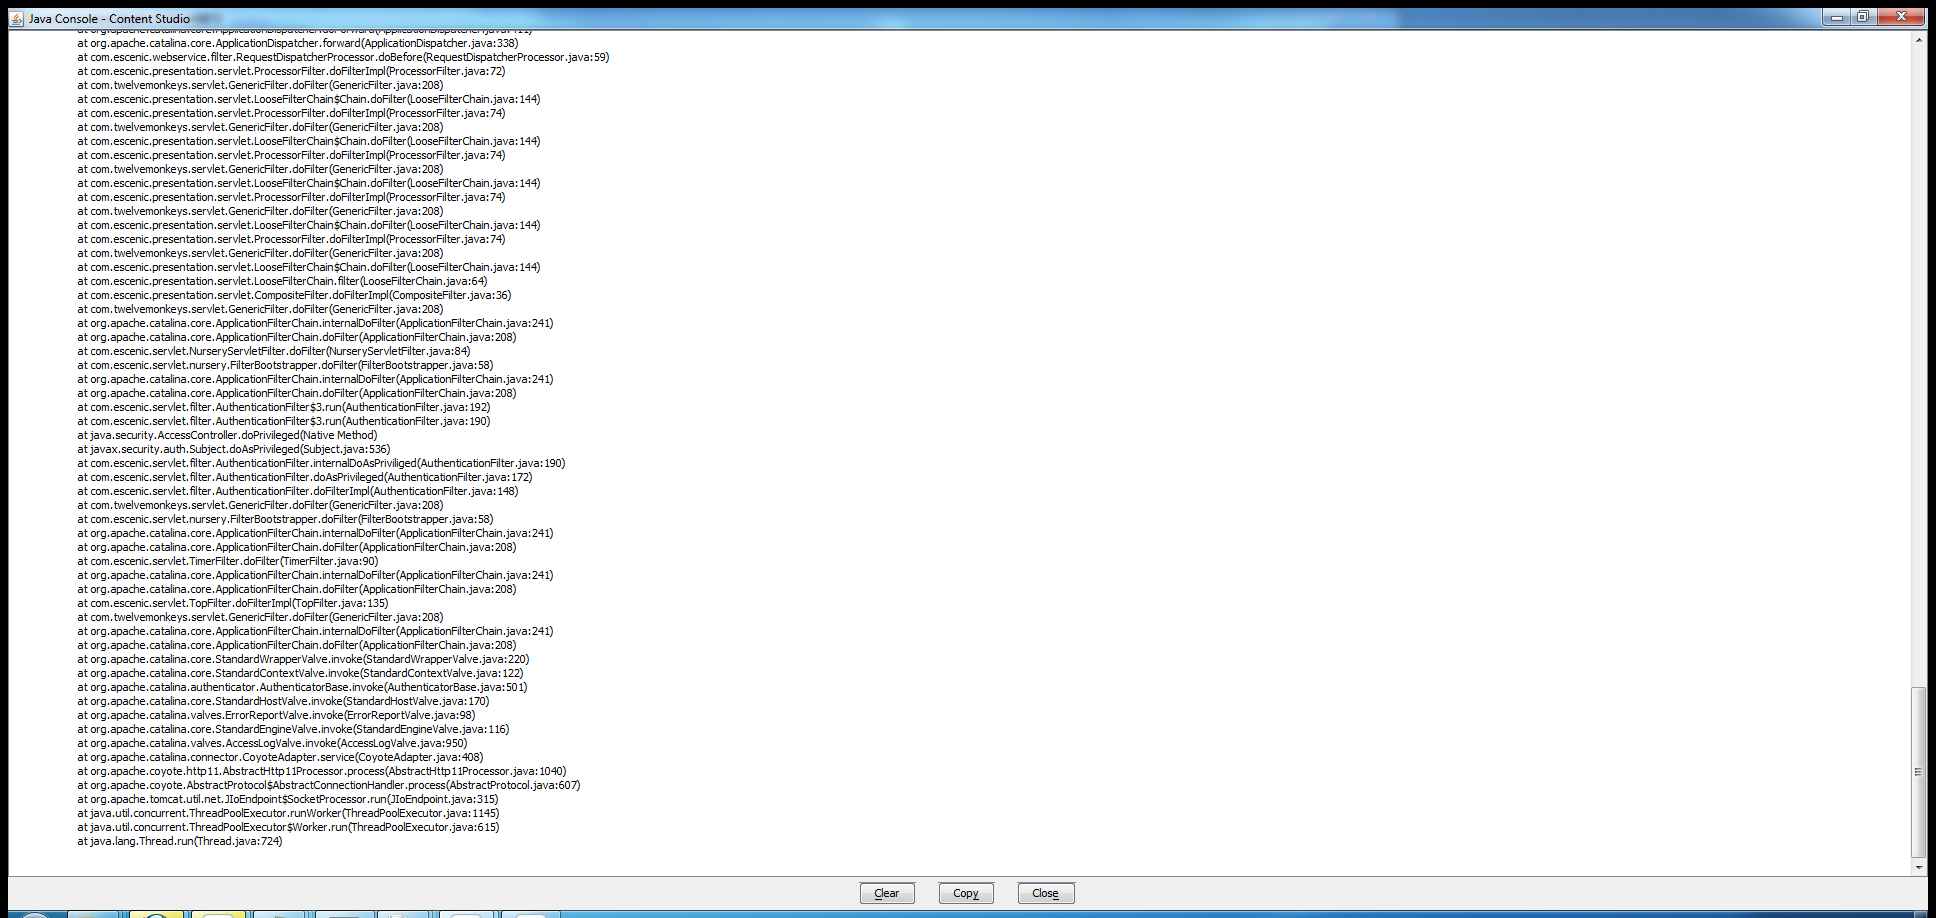 Java Console - Content Studio
at org.apache.catalina.core.ApplicationDispatcher.doForward(ApplicationDispatcher.java:411)
at org.apache.catalina.core.ApplicationDispatcher.forward(ApplicationDispatcher.java:338)
at com.escenic.webservice.filter.RequestDispatcherProcessor.doBefore(RequestDispatcherProcessor.java:59)
at com.escenic.presentation.servlet.ProcessorFilter.doFilterImpl(ProcessorFilter.java:72)
at com.twelvemonkeys.servlet.GenericFilter.doFilter(GenericFilter.java:208)
at com.escenic.presentation.servlet.LooseFilterChain$Chain.doFilter(LooseFilterChain.java:144)
at com.escenic.presentation.servlet.ProcessorFilter.doFilterImpl(ProcessorFilter.java:74)
at com.twelvemonkeys.servlet.GenericFilter.doFilter(GenericFilter.java:208)
at com.escenic.presentation.servlet.LooseFilterChain$Chain.doFilter(LooseFilterChain.java:144)
at com.escenic.presentation.servlet.ProcessorFilter.doFilterImpl(ProcessorFilter.java:74)
at com.twelvemonkeys.servlet.GenericFilter.doFilter(GenericFilter.java:208)
at com.escenic.presentation.servlet.LooseFilterChain$Chain.doFilter(LooseFilterChain.java:144)
at com.escenic.presentation.servlet.ProcessorFilter.doFilterImpl(ProcessorFilter.java:74)
at com.twelvemonkeys.servlet.GenericFilter.doFilter(GenericFilter.java:208)
at com.escenic.presentation.servlet.LooseFilterChain$Chain.doFilter(LooseFilterChain.java:144)
at com.escenic.presentation.servlet.ProcessorFilter.doFilterImpl(ProcessorFilter.java:74)
at com.twelvemonkeys.servlet.GenericFilter.doFilter(GenericFilter.java:208)
at com.escenic.presentation.servlet.LooseFilterChain$Chain.doFilter(LooseFilterChain.java:144)
at com.escenic.presentation.servlet.LooseFilterChain.filter(LooseFilterChain.java:64)
at com.escenic.presentation.servlet.CompositeFilter.doFilterImpl(CompositeFilter.java:36)
at com.twelvemonkeys.servlet.GenericFilter.doFilter(GenericFilter.java:208)
at org.apache.catalina.core.ApplicationFilterChain.internalDoFilter(ApplicationFilterChain.java:241)
at org.apache.catalina.core.ApplicationFilterChain.doFilter(ApplicationFilterChain.java:208)
at com.escenic.servlet.NurseryServletFilter.doFilter(NurseryServletFilter.java:84)
at com.escenic.servlet.nursery.FilterBootstrapper.doFilter(FilterBootstrapper.java:58)
at org.apache.catalina.core.ApplicationFilterChain.internalDoFilter(ApplicationFilterChain.java:241)
at org.apache.catalina.core.ApplicationFilterChain.doFilter(ApplicationFilterChain.java:208)
at com.escenic.servlet.filter.AuthenticationFilter$3.run(AuthenticationFilter.java:192)
at com.escenic.servlet.filter.AuthenticationFilter$3.run(AuthenticationFilter.java:190)
at java.security.AccessController.doPrivileged(Native Method)
at javax.security.auth.Subject.doAsPrivileged(Subject.java:536)
at com.escenic.servlet.filter.AuthenticationFilter.internalDoAsPriviliged(AuthenticationFilter.java:190)
at com.escenic.servlet.filter.AuthenticationFilter.doAsPrivileged(AuthenticationFilter.java:172)
at com.escenic.servlet.filter.AuthenticationFilter.doFilterImpl(AuthenticationFilter.java:148)
at com.twelvemonkeys.servlet.GenericFilter.doFilter(GenericFilter.java:208)
at com.escenic.servlet.nursery.FilterBootstrapper.doFilter(FilterBootstrapper.java:58)
at org.apache.catalina.core.ApplicationFilterChain.internalDoFilter(ApplicationFilterChain.java:241)
at org.apache.catalina.core.ApplicationFilterChain.doFilter(ApplicationFilterChain.java:208)
at com.escenic.servlet.TimerFilter.doFilter(TimerFilter.java:90)
at org.apache.catalina.core.ApplicationFilterChain.internalDoFilter(ApplicationFilterChain.java:241)
at org.apache.catalina.core.ApplicationFilterChain.doFilter(ApplicationFilterChain.java:208)
at com.escenic.servlet.TopFilter.doFilterImpl(TopFilter.java:135)
at com.twelvemonkeys.servlet.GenericFilter.doFilter(GenericFilter.java:208)
at org.apache.catalina.core.ApplicationFilterChain.internalDoFilter(ApplicationFilterChain.java:241)
at org.apache.catalina.core.ApplicationFilterChain.doFilter(ApplicationFilterChain.java:208)
at org.apache.catalina.core.StandardWrapperValve.invoke(StandardWrapperValve.java:220)
at org.apache.catalina.core.StandardContextValve.invoke(StandardContextValve.java:122)
at org.apache.catalina.authenticator.AuthenticatorBase.invoke(AuthenticatorBase.java:501)
at org.apache.catalina.core.StandardHostValve.invoke(StandardHostValve.java:170)
at org.apache.catalina.valves.ErrorReportValve.invoke(ErrorReportValve.java:98)
at org.apache.catalina.core.StandardEngineValve.invoke(StandardEngineValve.java:116)
at org.apache.catalina.valves.AccessLogValve.invoke(AccessLogValve.java:950)
at org.apache.catalina.connector.CoyoteAdapter.service(CoyoteAdapter.java:408)
at org.apache.coyote.http11.AbstractHttp11Processor.process(AbstractHttp11Processor.java:1040)
at org.apache.coyote.AbstractProtocol$AbstractConnectionHandler.process(AbstractProtocol.java:607)
at org.apache.tomcat.util.net.JIoEndpoint$SocketProcessor.run(JIoEndpoint.java:315)
at java.util.concurrent.ThreadPoolExecutor.runWorker(ThreadPoolExecutor.java:1145)
at java.util.concurrent.ThreadPoolExecutor$Worker.run(ThreadPoolExecutor.java:615)
at java.lang.Thread.run(Thread.java:724)
Clear Copy Close